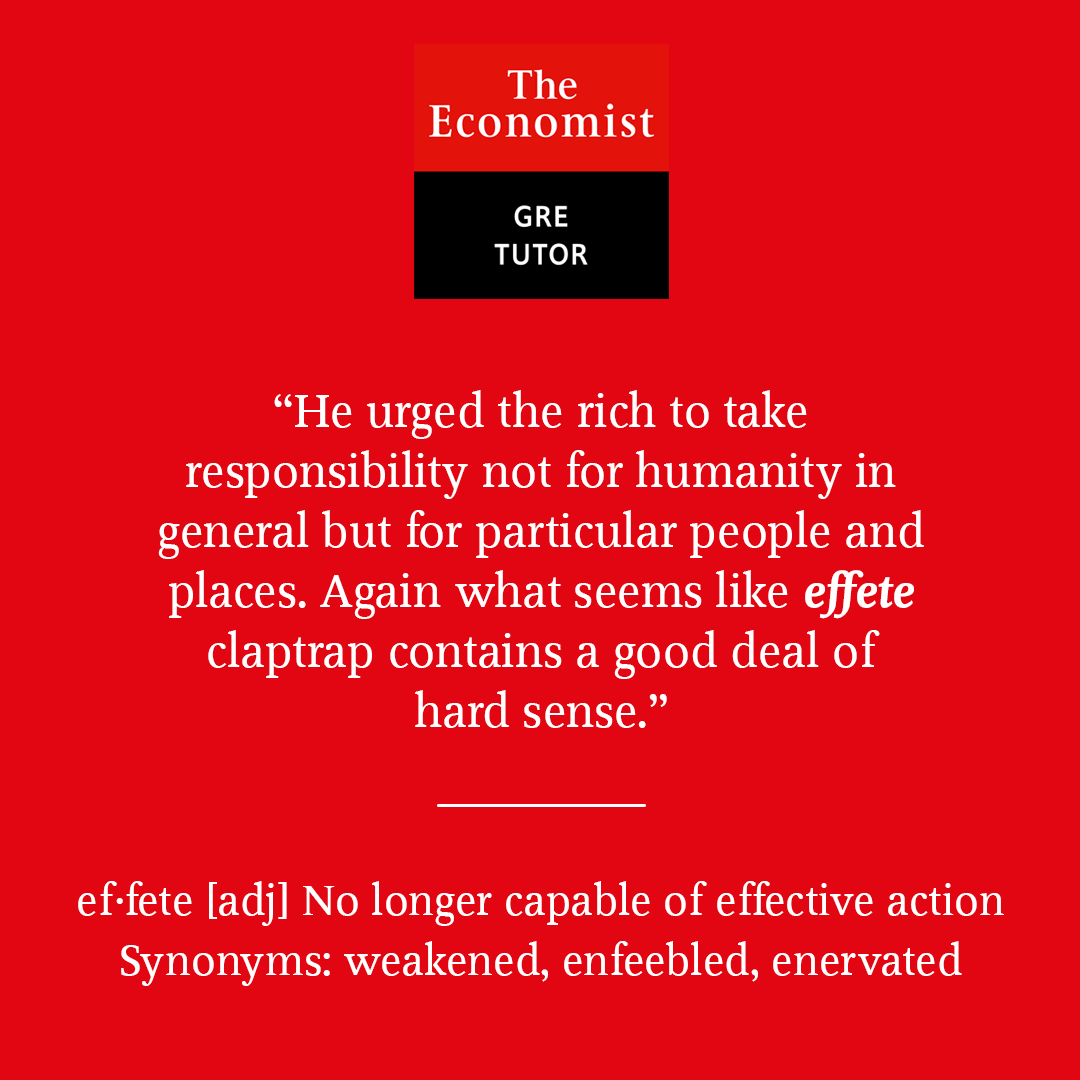 The
Economist
GRE
TUTOR
“He urged the rich to take
responsibility not for humanity in
general but for particular people and
places. Again what seems like effete
claptrap contains a good deal of
hard sense.”
ef·fete [adj] No longer capable of effective action
Synonyms: weakened, enfeebled, enervated